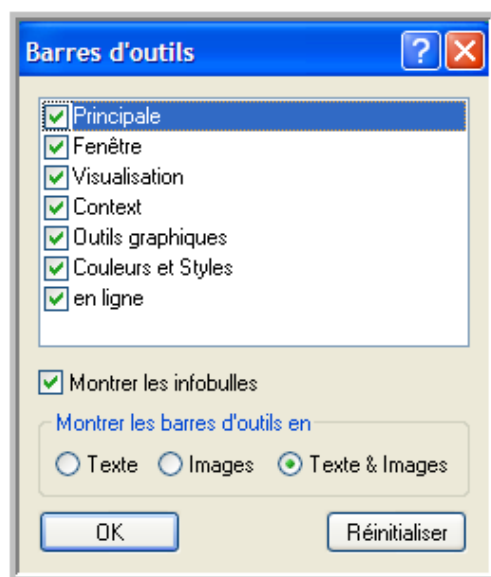 Barres d'outils
Principale
Fenêtre
Visualisation
Context
Outils graphiques
Couleurs et Styles
en ligne
Montrer les infobulles
Montrer les barres d'outils en
Texte Images Texte & Images
OK Réinitialiser